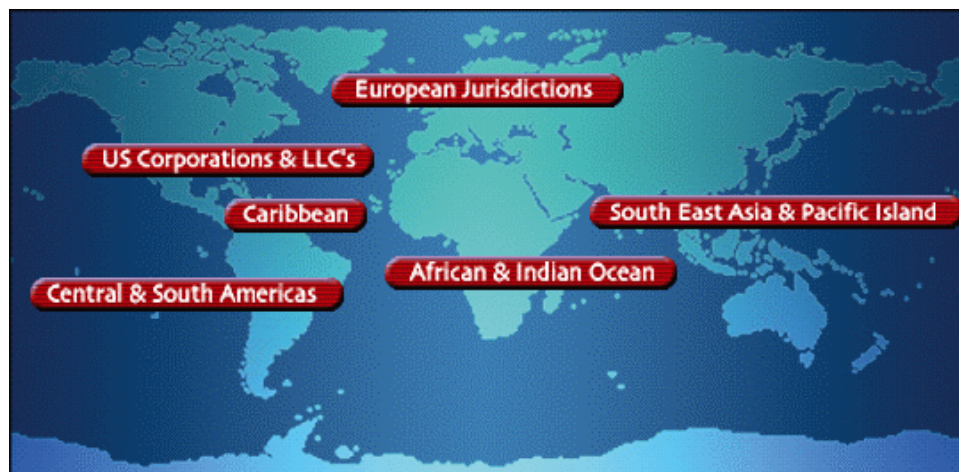 European Jurisdictions
US Corporations & LLC's
Caribbean
South East Asia & Pacific Island
African & Indian Ocean
Central & South Americas